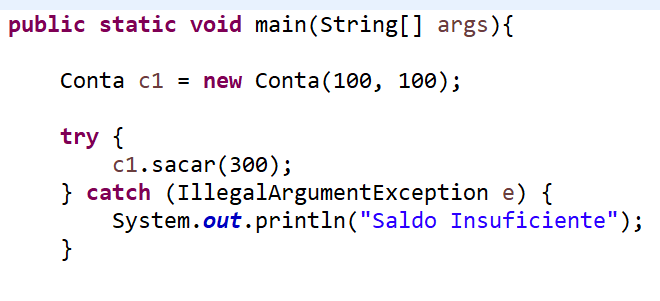 public static void main(String[] args){
Conta c1 = new Conta(100, 100);
try {
c1.sacar(300);
} catch (IllegalArgumentException e) {
System.out.println("Saldo Insuficiente");
}